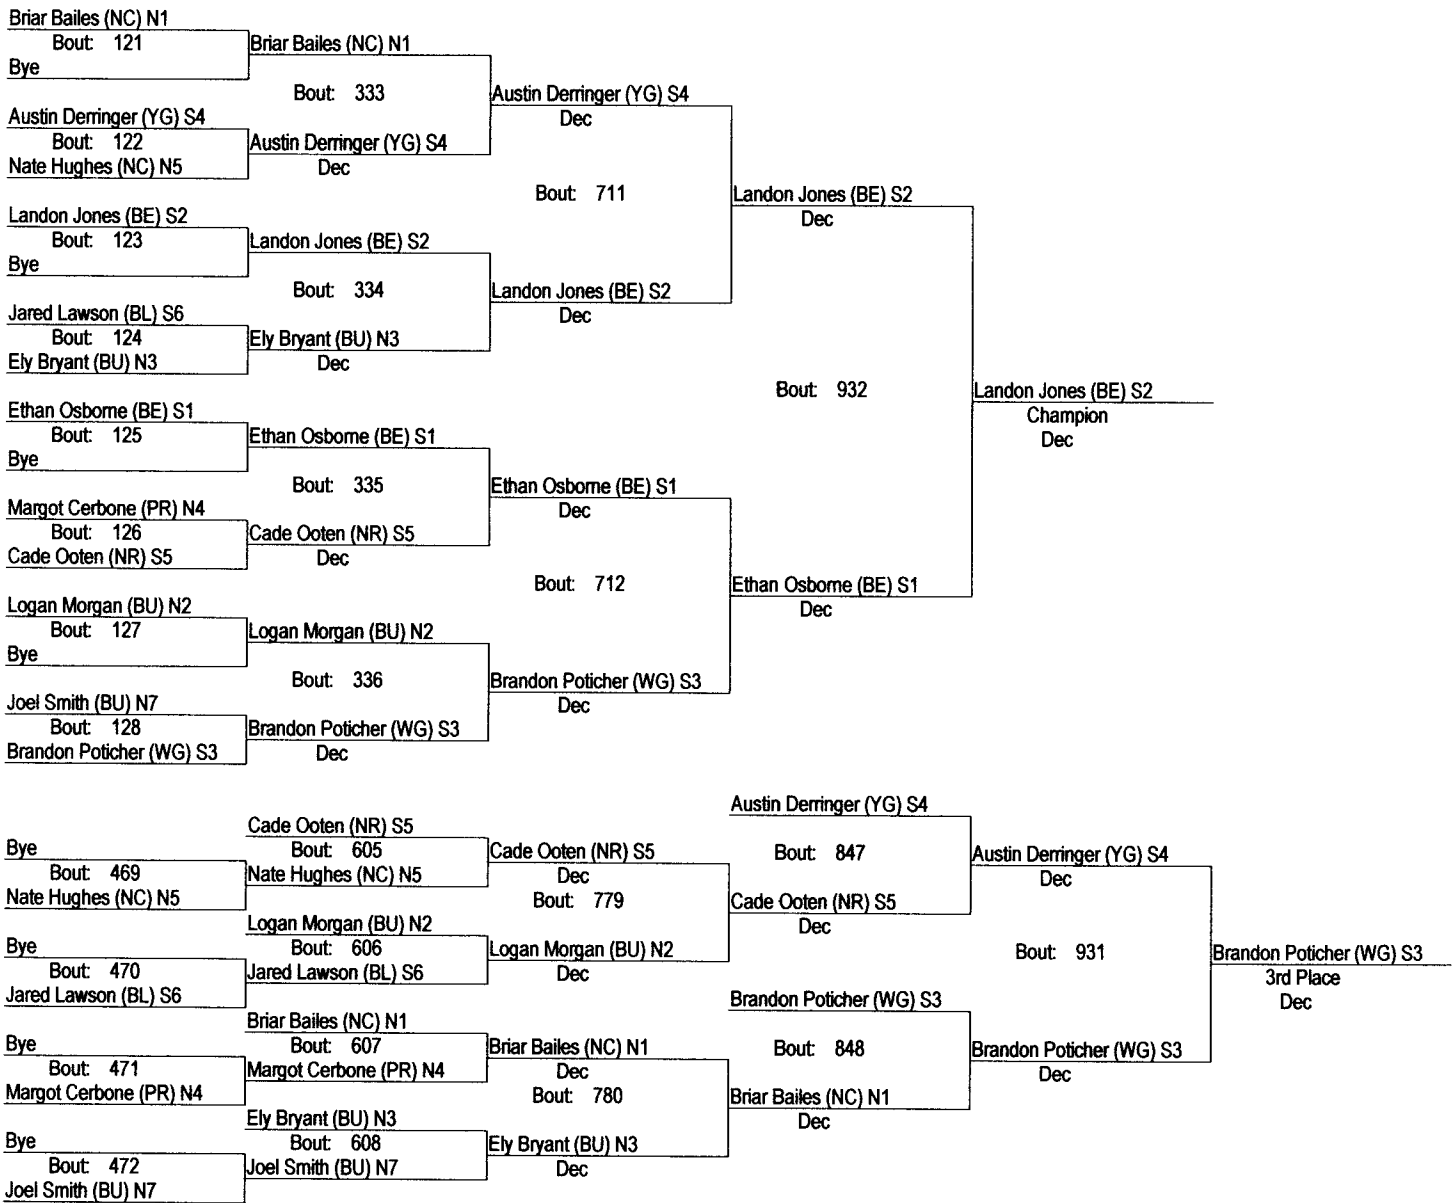 Briar Bailes (NC) N1
Bout: 121
Bye
Briar Bailes (NC) N1
Bout: 333
Austin Derringer (YG) S4
Bout: 122
Nate Hughes (NC) N5
Austin Derringer (YG) S4
Dec
Austin Derringer (YG) S4
Dec
Bout: 711
Landon Jones (BE) S2
Bout: 123
Bye
Landon Jones (BE) S2
Bout: 334
Jared Lawson (BL) S6
Bout: 124
Ely Bryant (BU) N3
Ely Bryant (BU) N3
Dec
Landon Jones (BE) S2
Dec
Landon Jones (BE) S2
Dec
Bout: 932
Landon Jones (BE) S2
Champion
Dec
Ethan Osborne (BE) S1
Bout: 125
Bye
Ethan Osborne (BE) S1
Bout: 335
Margot Cerbone (PR) N4
Bout: 126
Cade Ooten (NR) S5
Cade Ooten (NR) S5
Dec
Ethan Osborne (BE) S1
Dec
Bout: 712
Ethan Osborne (BE) S1
Dec
Logan Morgan (BU) N2
Bout: 127
Bye
Logan Morgan (BU) N2
Bout: 336
Joel Smith (BU) N7
Bout: 128
Brandon Poticher (WG) S3
Brandon Poticher (WG) S3
Dec
Brandon Poticher (WG) S3
Dec
Bye
Bout: 469
Nate Hughes (NC) N5
Cade Ooten (NR) S5
Bout: 605
Nate Hughes (NC) N5
Cade Ooten (NR) S5
Dec
Bout: 779
Bye
Bout: 470
Jared Lawson (BL) S6
Logan Morgan (BU) N2
Bout: 606
Jared Lawson (BL) S6
Logan Morgan (BU) N2
Dec
Austin Derringer (YG) S4
Bout: 847
Cade Ooten (NR) S5
Dec
Austin Derringer (YG) S4
Dec
Bout: 931
Brandon Poticher (WG) S3
3rd Place
Dec
Bye
Bout: 471
Margot Cerbone (PR) N4
Briar Bailes (NC) N1
Bout: 607
Margot Cerbone (PR) N4
Briar Bailes (NC) N1
Dec
Bout: 780
Bye
Bout: 472
Joel Smith (BU) N7
Ely Bryant (BU) N3
Bout: 608
Joel Smith (BU) N7
Ely Bryant (BU) N3
Dec
Brandon Poticher (WG) S3
Bout: 848
Briar Bailes (NC) N1
Dec
Brandon Poticher (WG) S3
Dec